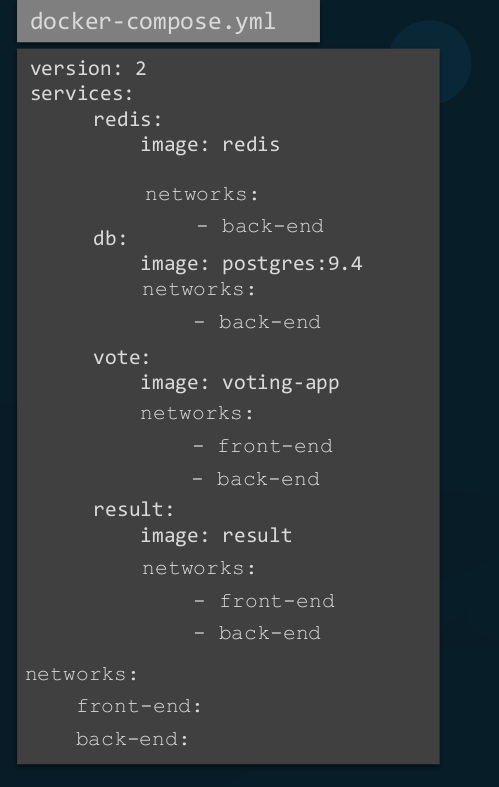 docker-compose.yml
version: 2
services:
redis:
image: redis
networks:
- back-end
db:
image: postgres:9.4
networks:
- back-end
vote:
image: voting-app
networks:
- front-end
- back-end
result:
image: result
networks:
- front-end
- back-end
networks:
front-end:
back-end: